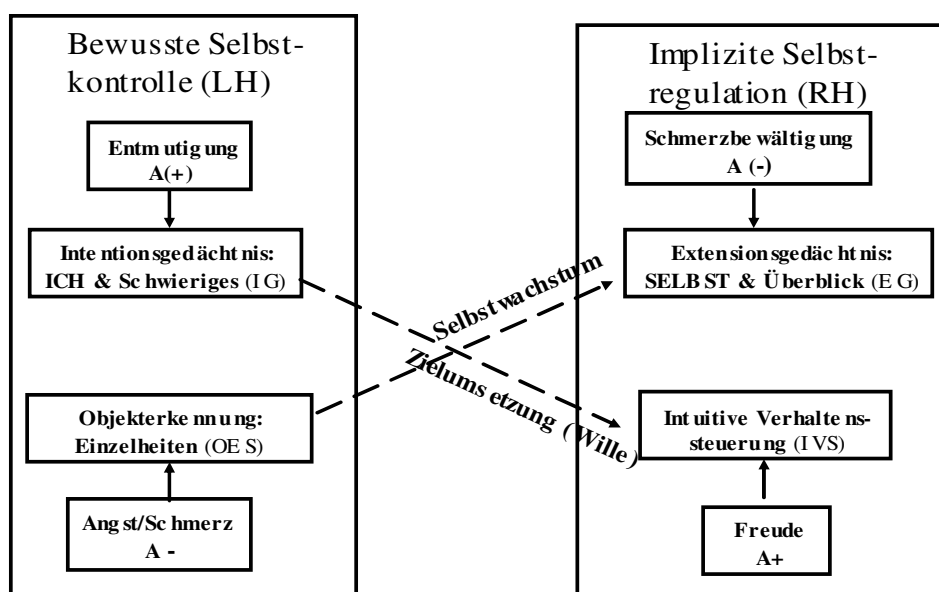 Bewusste Selbst-
kontrolle (LH)
Entmutigung
A(+)
Intentionsgedächtnis:
ICH & Schwieriges (IG)
Objekterkennung:
Einzelheiten (OES)
Angst/Schmerz
A -
Selbstwachstum
Zielumsetzung (Wille)
Implizite Selbst-
regulation (RH)
Schmerzbewältigung
A (-)
Extensionsgedächtnis:
SELBST & Überblick (EG)
Intuitive Verhaltens-
steuerung (IVS)
Freude
A+